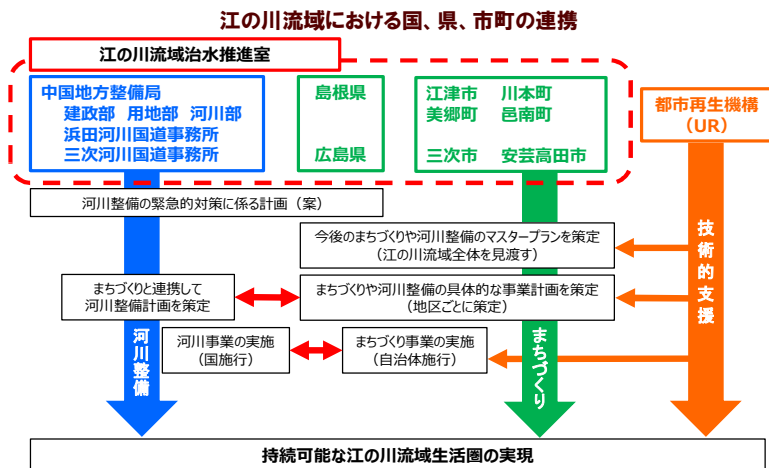 江の川流域における国、県、市町の連携
江の川流域治水推進室
中国地方整備局
建政部 用地部 河川部
浜田河川国道事務所
三次河川国道事務所
島根県
広島県
江津市 川本町
美郷町 邑南町
三次市 安芸高田市
都市再生機構
(UR)
河川整備の緊急的対策に係る計画（案）
今後のまちづくりや河川整備のマスタープランを策定
（江の川流域全体を見渡す）
まちづくりと連携して
河川整備計画を策定
まちづくりや河川整備の具体的な事業計画を策定
（地区ごとに策定）
河川事業の実施
（国施行）
まちづくり事業の実施
（自治体施行）
河川整備
まちづくり
技術的支援
持続可能な江の川流域生活圏の実現